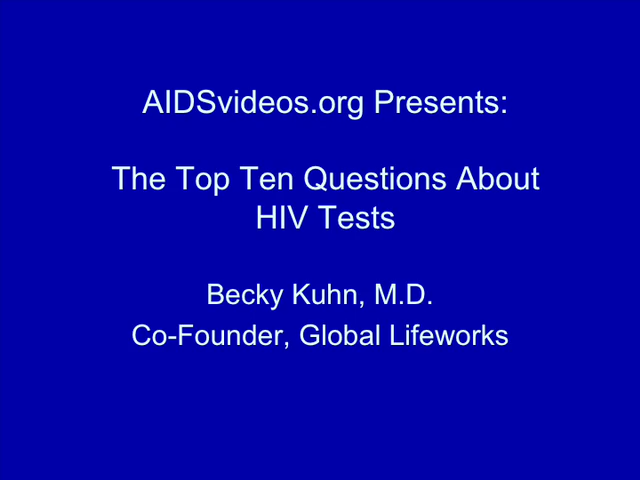 AIDSvideos.org Presents:
The Top Ten Questions About
HIV Tests
Becky Kuhn, M.D.
Co-Founder, Global Lifeworks